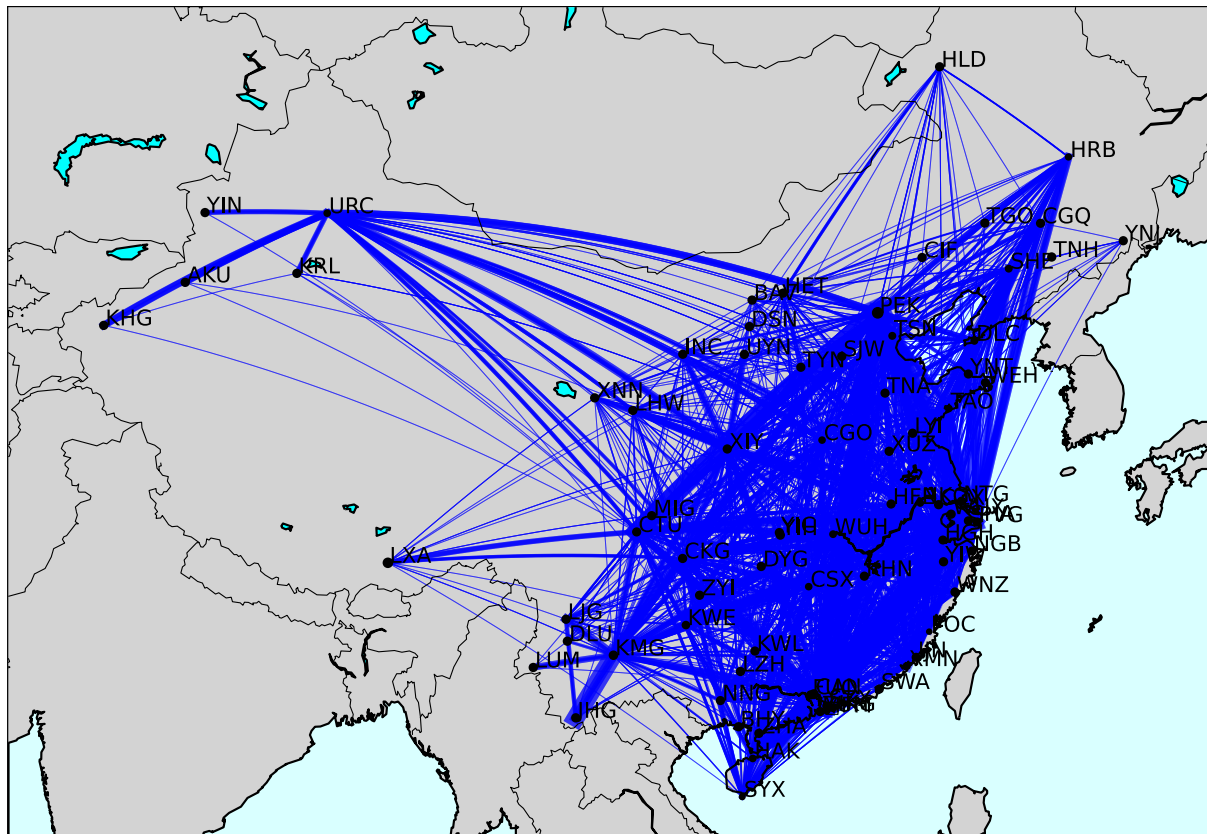 HLD
HRB
YIN
URC
TGO
CGQ
YNJ
CIF
TNH
SHE
KRL
AKU
HET
BAV
PEK
DSN
KHG
TSN
DLC
INC
UYN
SJW
TYN
YNT
WEH
XNN
LHW
TNA
TAO
XIY
CGO
LYI
XUZ
NTG
HFE
MIG
CTU
WUH
NGB
LXA
CKG
DYG
KHN
ZYI
CSX
WNZ
LJG
KWE
FOC
DLU
KMG
KWL
LUM
LZH
XMN
SWA
NNG
JHG
BHY
ZHA
HAK
SYX